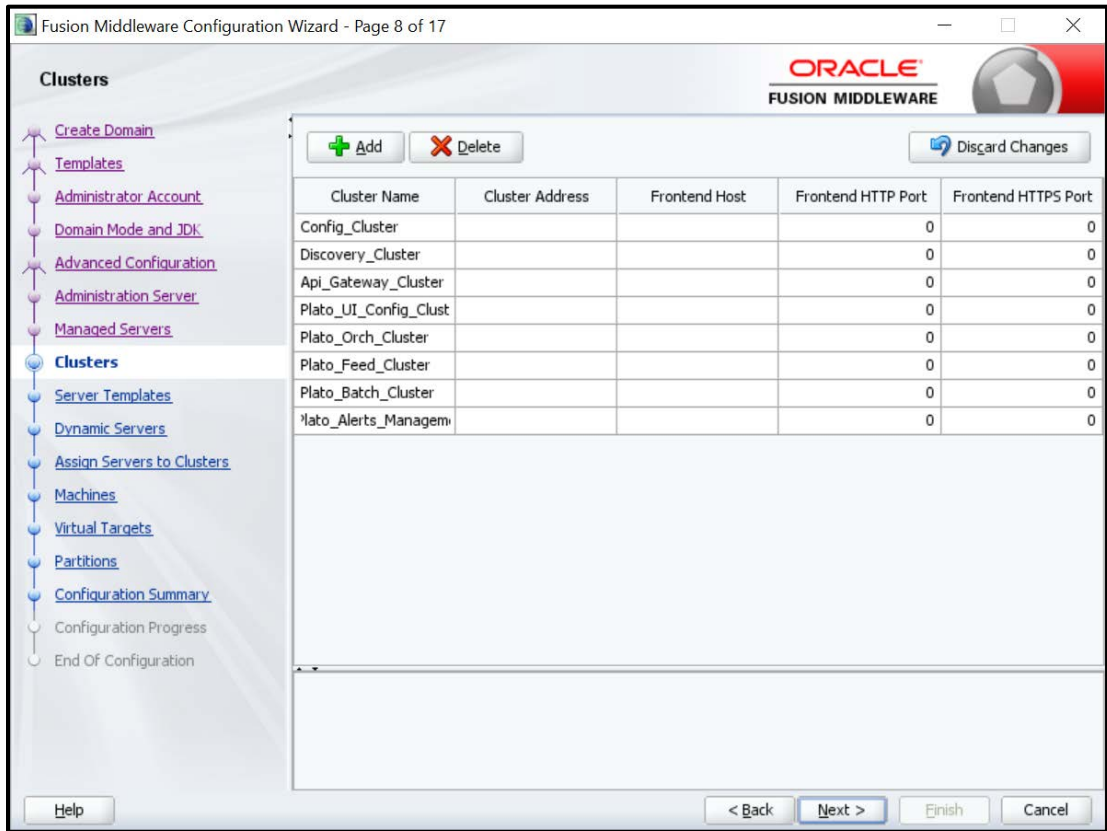 Fusion Middleware Configuration Wizard - Page 8 of 17
Clusters
ORACLE
FUSION MIDDLEWARE
Create Domain
Templates
Administrator Account
Domain Mode and JDK
Advanced Configuration
Administration Server
Managed Servers
Clusters
Server Templates
Dynamic Servers
Assign Servers to Clusters
Machines
Virtual Targets
Partitions
Configuration Summary
Configuration Progress
End Of Configuration
Add Delete Discard Changes
Cluster Name Cluster Address Frontend Host Frontend HTTP Port Frontend HTTPS Port
Config_Cluster 0 0
Discovery_Cluster 0 0
Api_Gateway_Cluster 0 0
Plato_UI_Config_Clust 0 0
Plato_Orch_Cluster 0 0
Plato_Feed_Cluster 0 0
Plato_Batch_Cluster 0 0
Plato_Alerts_Managem 0 0
Help < Back Next > Finish Cancel